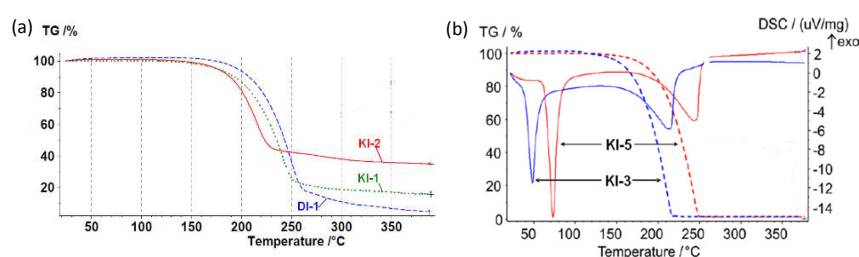 (a) TG /%
100
80
60
40
20
KI-2
KI-1
DI-1
50 100 150 200 250 300 350
Temperature/°C
(b) TG / % DSC / (uV/mg)
↑exo
100
80
60
40
20
0
2
0
-2
-4
-6
-8
-10
-12
-14
KI-5
KI-3
50 100 150 200 250 300 350
Temperature /°C